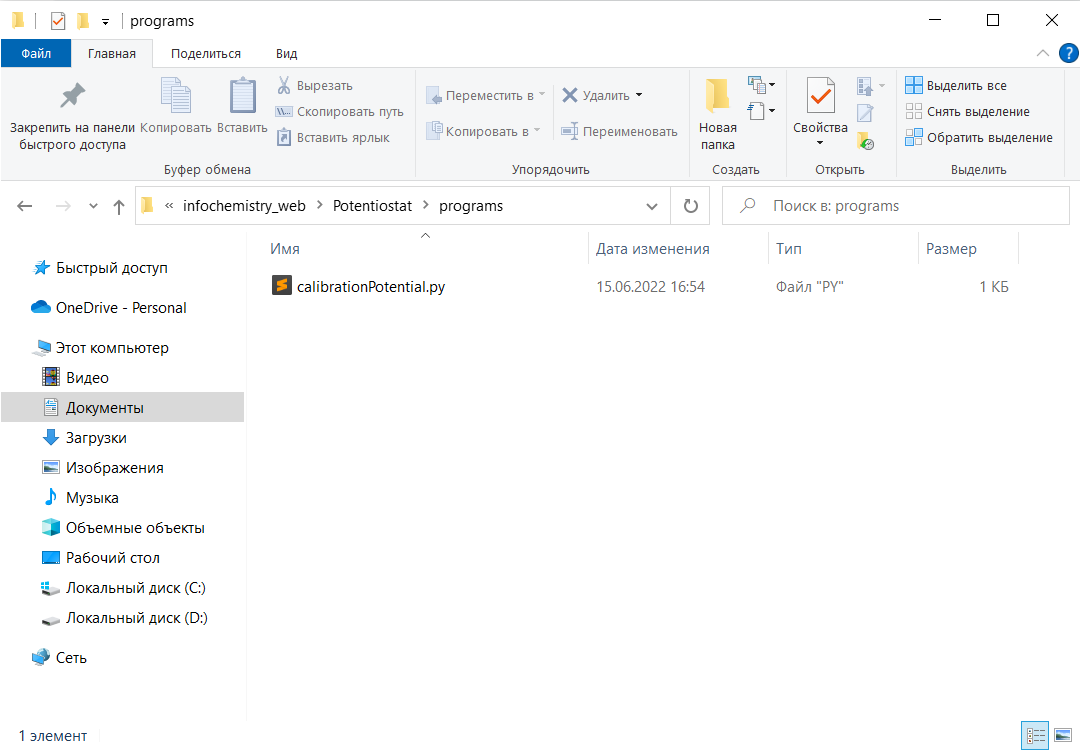 programs
Файл Главная Поделиться Вид
Закрепить на панели быстрого доступа
Копировать
Вставить
Вырезать
Скопировать путь
Вставить ярлык
Буфер обмена
Переместить в
Копировать в
Удалить
Переименовать
Упорядочить
Новая папка
Создать
Свойства
Открыть
Выделить все
Снять выделение
Обратить выделение
Выделить
« infochemistry_web > Potentiostat > programs
Поиск в: programs
Имя Дата изменения Тип Размер
calibrationPotential.py 15.06.2022 16:54 Файл "PY" 1 КБ
Быстрый доступ
OneDrive - Personal
Этот компьютер
Видео
Документы
Загрузки
Изображения
Музыка
Объемные объекты
Рабочий стол
Локальный диск (C:)
Локальный диск (D:)
Сеть
1 элемент